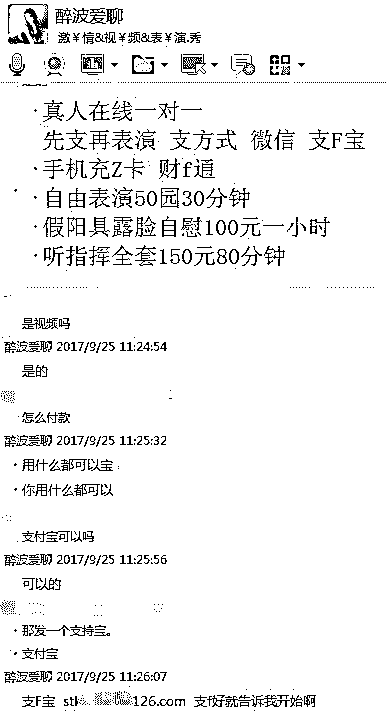 醉波爱聊
激￥情&视￥频&表￥演.秀
·真人在线一对一
先支再表演 支方式 微信 支F宝
·手机充Z卡 财f通
·自由表演50园30分钟
·假阳具露脸自慰100元一小时
·听指挥全套150元80分钟
是视频吗
醉波爱聊 2017/9/25 11:24:54
是的
怎么付款
醉波爱聊 2017/9/25 11:25:32
·用什么都可以宝
·你用什么都可以
支付宝可以吗
醉波爱聊 2017/9/25 11:25:56
可以的
·那发一个支持宝。
·支付宝
醉波爱聊 2017/9/25 11:26:07
支F宝 126.com 支f好就告诉我开始啊